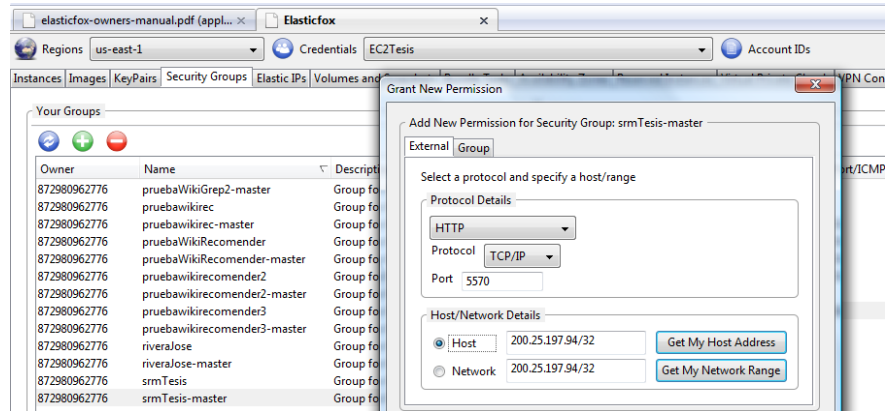 elasticfox-owners-manual.pdf (appl...
Elasticfox
Regions us-east-1 Credentials EC2Tesis Account IDs
Instances Images KeyPairs Security Groups Elastic IPs Volumes and VPN Con
Grant New Permission
Your Groups
Add New Permission for Security Group: srmTesis-master
External Group
Owner Name Descripti ort/ICMP
Select a protocol and specify a host/range
872980962776 pruebaWikiGrep2-master Group fo
872980962776 pruebawikirec Group fo
872980962776 pruebawikirec-master Group fo
872980962776 pruebaWikiRecomender Group fo
872980962776 pruebaWikiRecomender-master Group fo
872980962776 pruebawikirecomender2 Group fo
872980962776 pruebawikirecomender2-master Group fo
872980962776 pruebawikirecomender3 Group fo
872980962776 pruebawikirecomender3-master Group fo
872980962776 riveraJose Group fo
872980962776 riveraJose-master Group fo
872980962776 srmTesis Group fo
872980962776 srmTesis-master Group fo
Protocol Details
HTTP
Protocol TCP/IP
Port 5570
Host/Network Details
Host 200.25.197.94/32 Get My Host Address
Network 200.25.197.94/32 Get My Network Range